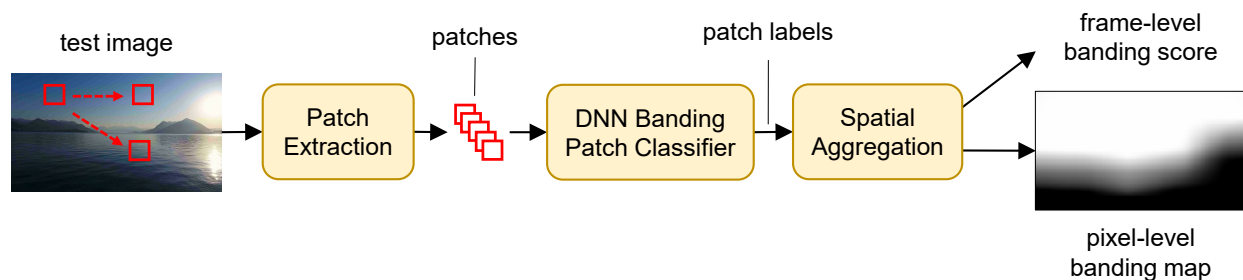 test image
patches
patch labels
frame-level
banding score
Patch
Extraction
DNN Banding
Patch Classifier
Spatial
Aggregation
pixel-level
banding map